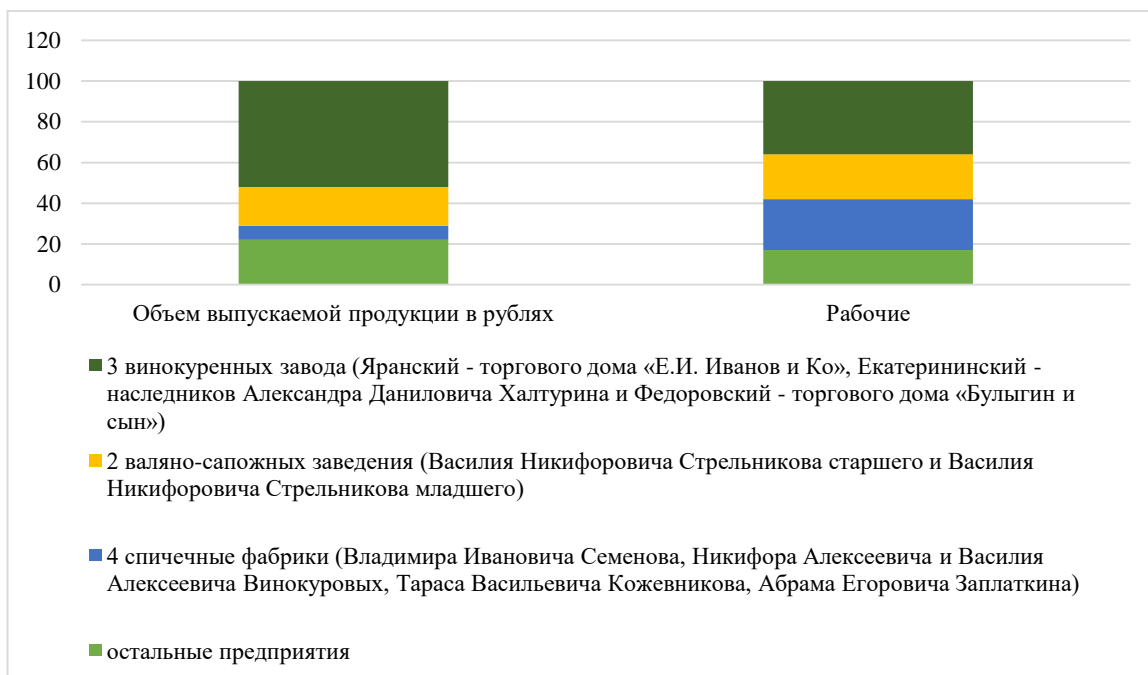 120
100
80
60
40
20
0
Объем выпускаемой продукции в рублях
Рабочие
3 винокуренных завода (Яранский - торгового дома «Е.И. Иванов и Ко», Екатерининский -
наследников Александра Даниловича Халтурина и Федоровский - торгового дома «Булыгин и
сын»)
2 валяно-сапожных заведения (Василия Никифоровича Стрельникова старшего и Василия
Никифоровича Стрельникова младшего)
4 спичечные фабрики (Владимира Ивановича Семенова, Никифора Алексеевича и Василия
Алексеевича Винокуровых, Тараса Васильевича Кожевникова, Абрама Егоровича Заплаткина)
остальные предприятия